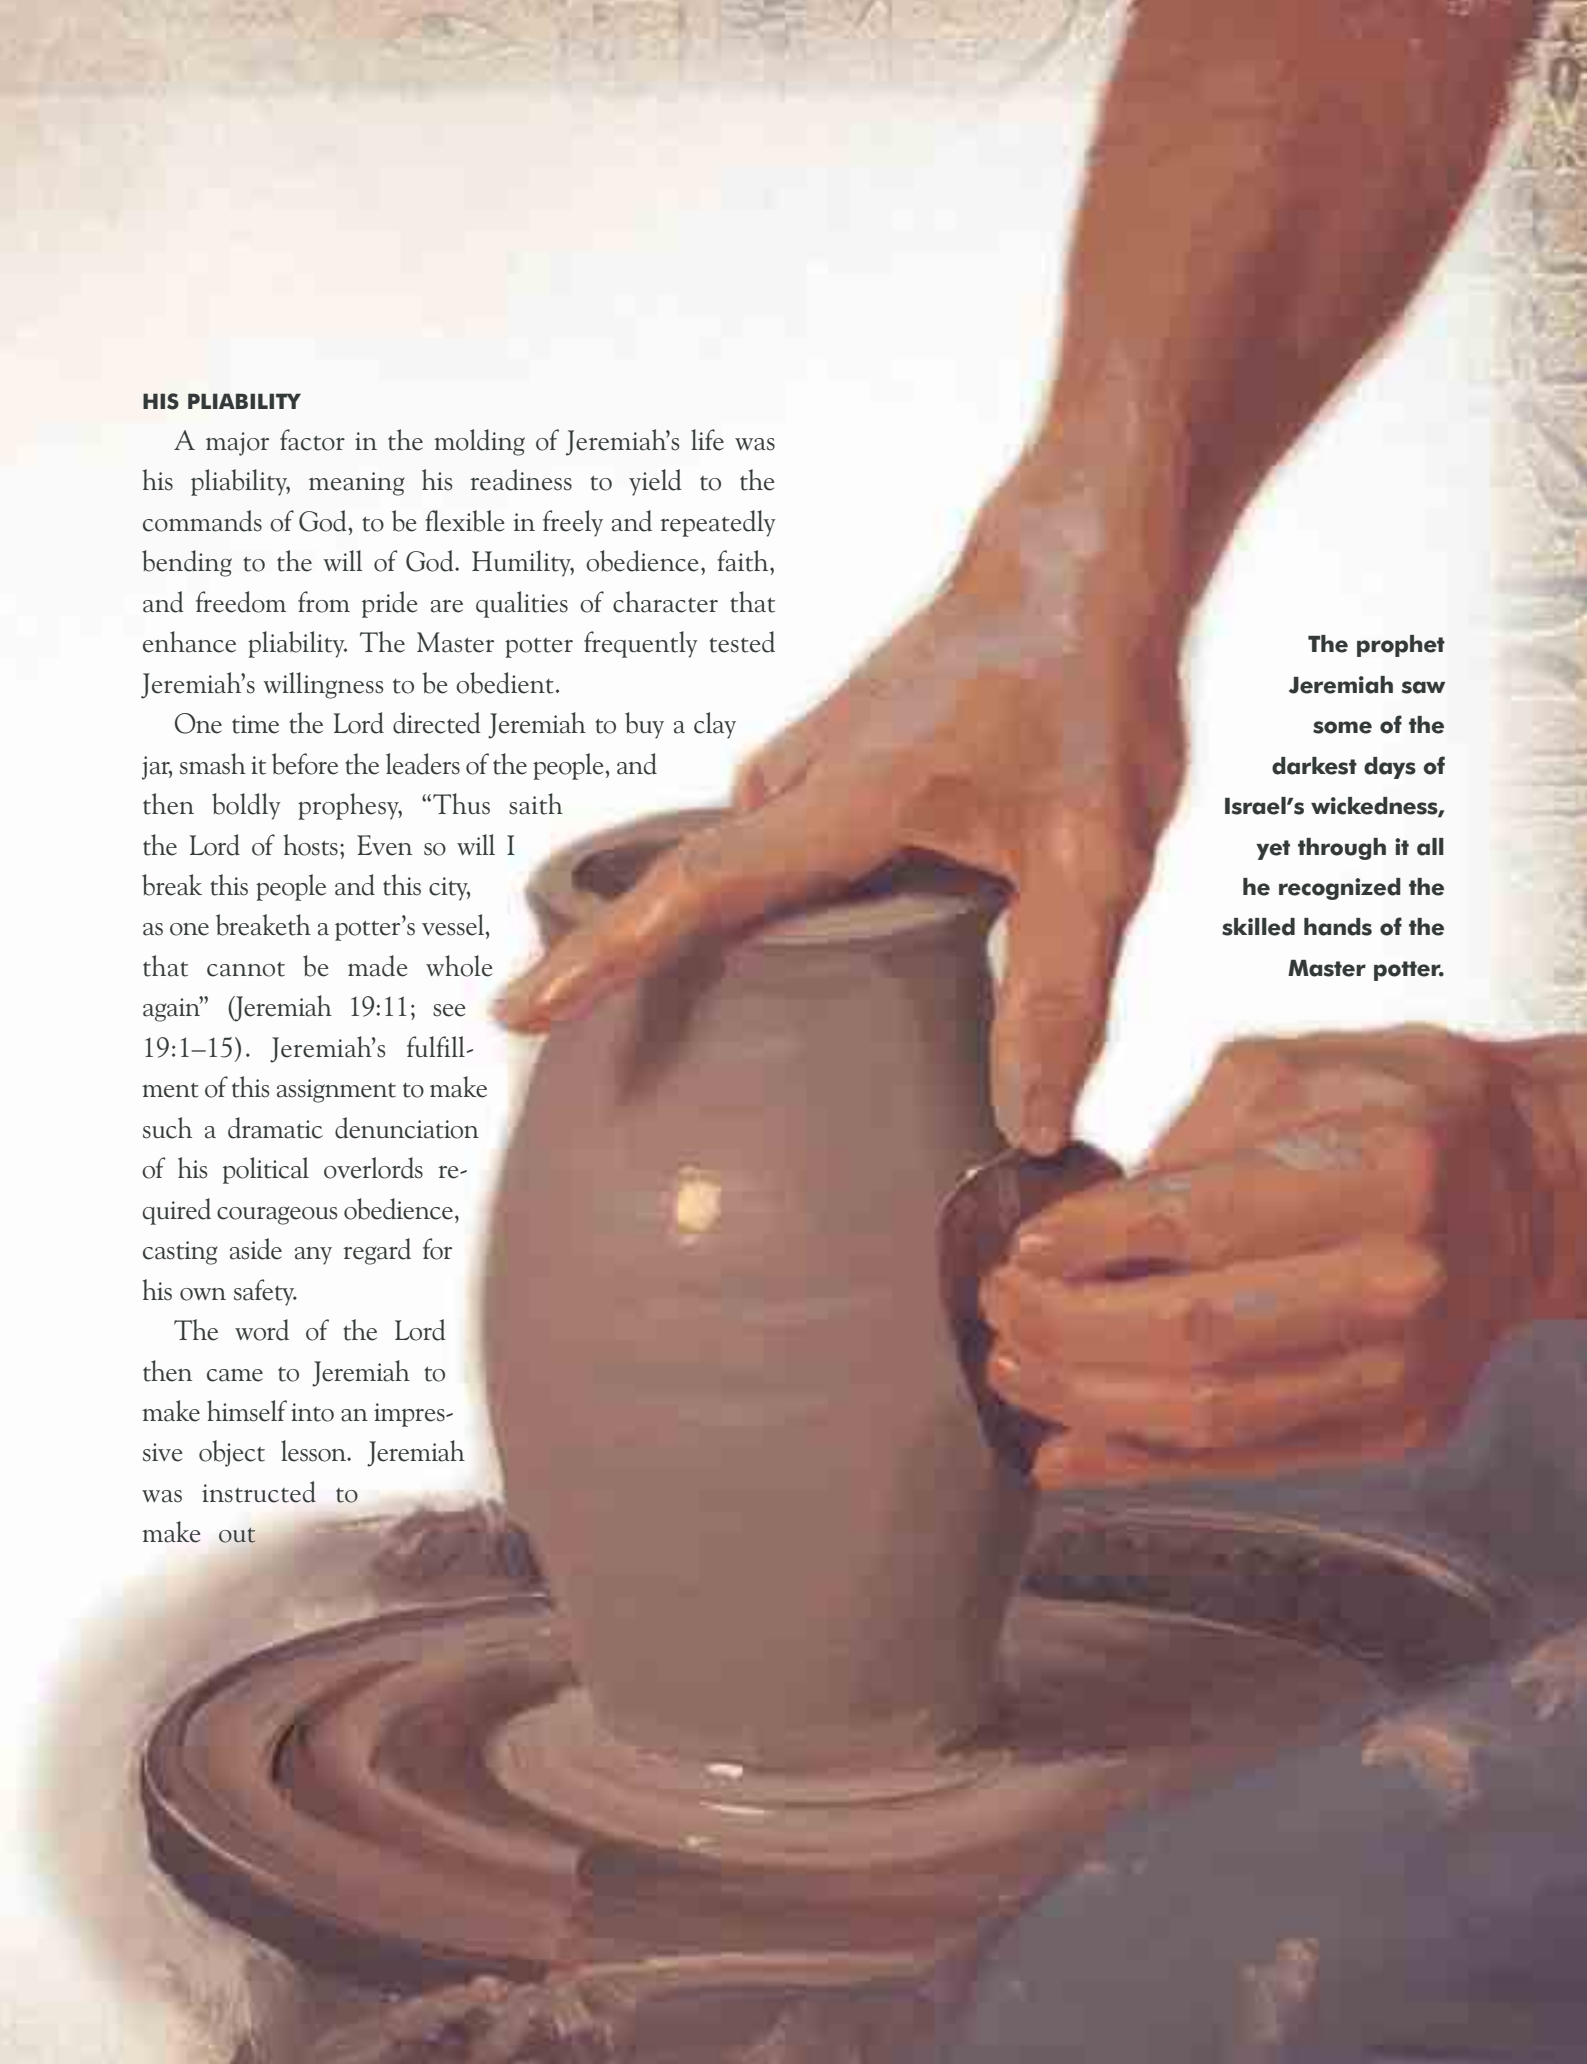 HIS PLIABILITY
A major factor in the molding of Jeremiah’s life was
his pliability, meaning his readiness to yield to the
commands of God, to be flexible in freely and repeatedly
bending to the will of God. Humility, obedience, faith,
and freedom from pride are qualities of character that
enhance pliability. The Master potter frequently tested
Jeremiah’s willingness to be obedient.
One time the Lord directed Jeremiah to buy a clay
jar, smash it before the leaders of the people, and
then boldly prophesy, “Thus saith
the Lord of hosts; Even so will I
break this people and this city,
as one breaketh a potter’s vessel,
that cannot be made whole
again” (Jeremiah 19:11; see
19:1–15). Jeremiah’s fulfill-
ment of this assignment to make
such a dramatic denunciation
of his political overlords re-
quired courageous obedience,
casting aside any regard for
his own safety.
The word of the Lord
then came to Jeremiah to
make himself into an impres-
sive object lesson. Jeremiah
was instructed to
make out
The prophet
Jeremiah saw
some of the
darkest days of
Israel’s wickedness,
yet through it all
he recognized the
skilled hands of the
Master potter.